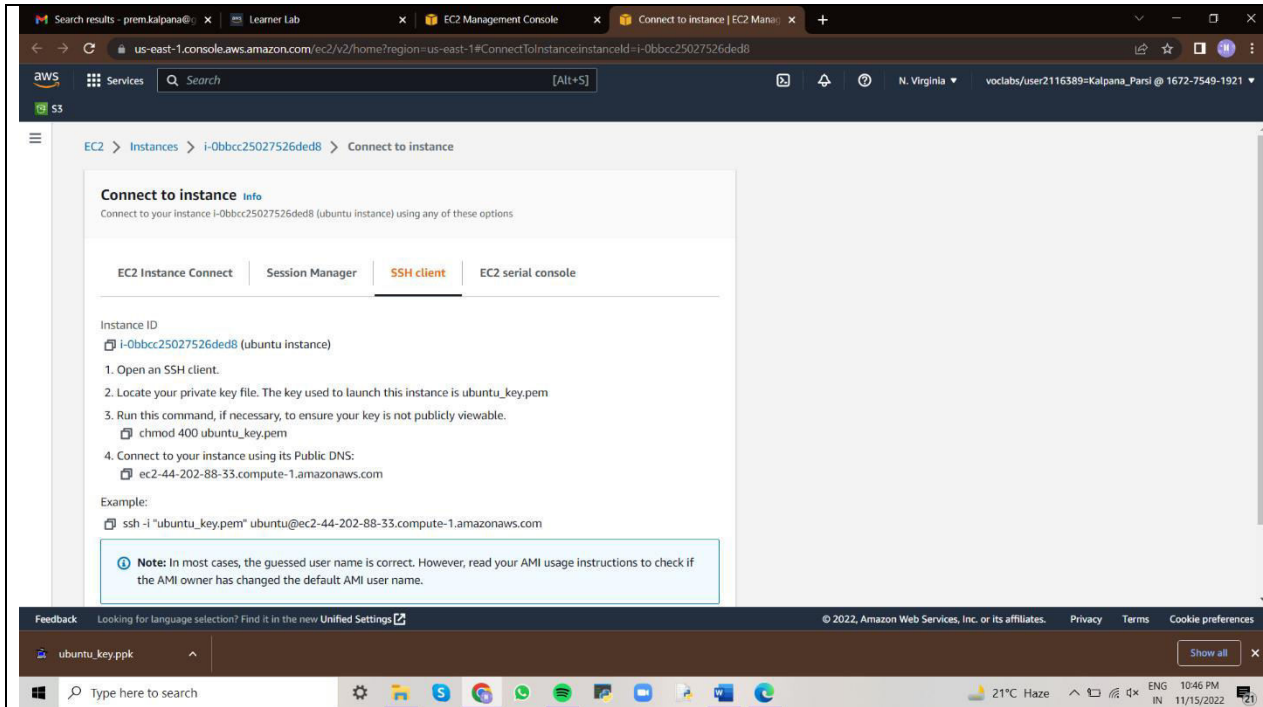 Search results - prem.kalpana@g
Learner Lab
EC2 Management Console
Connect to instance | EC2 Manag
us-east-1.console.aws.amazon.com/ec2/v2/home?region=us-east-1#ConnectToInstance:instanceId=i-0bbcc25027526ded8
aws Services Search [Alt+S] N. Virginia voclabs/user2116389=Kalpana_Parsi @ 1672-7549-1921
S3
EC2 > Instances > i-0bbcc25027526ded8 > Connect to instance
Connect to instance Info
Connect to your instance i-0bbcc25027526ded8 (ubuntu instance) using any of these options
EC2 Instance Connect Session Manager SSH client EC2 serial console
Instance ID
i-0bbcc25027526ded8 (ubuntu instance)
1. Open an SSH client.
2. Locate your private key file. The key used to launch this instance is ubuntu_key.pem
3. Run this command, if necessary, to ensure your key is not publicly viewable.
chmod 400 ubuntu_key.pem
4. Connect to your instance using its Public DNS:
ec2-44-202-88-33.compute-1.amazonaws.com
Example:
ssh -i "ubuntu_key.pem" ubuntu@ec2-44-202-88-33.compute-1.amazonaws.com
Note: In most cases, the guessed user name is correct. However, read your AMI usage instructions to check if
the AMI owner has changed the default AMI user name.
Feedback Looking for language selection? Find it in the new Unified Settings © 2022, Amazon Web Services, Inc. or its affiliates. Privacy Terms Cookie preferences
ubuntu_key.ppk Show all
Type here to search 21°C Haze ENG 10:46 PM
IN 11/15/2022 21